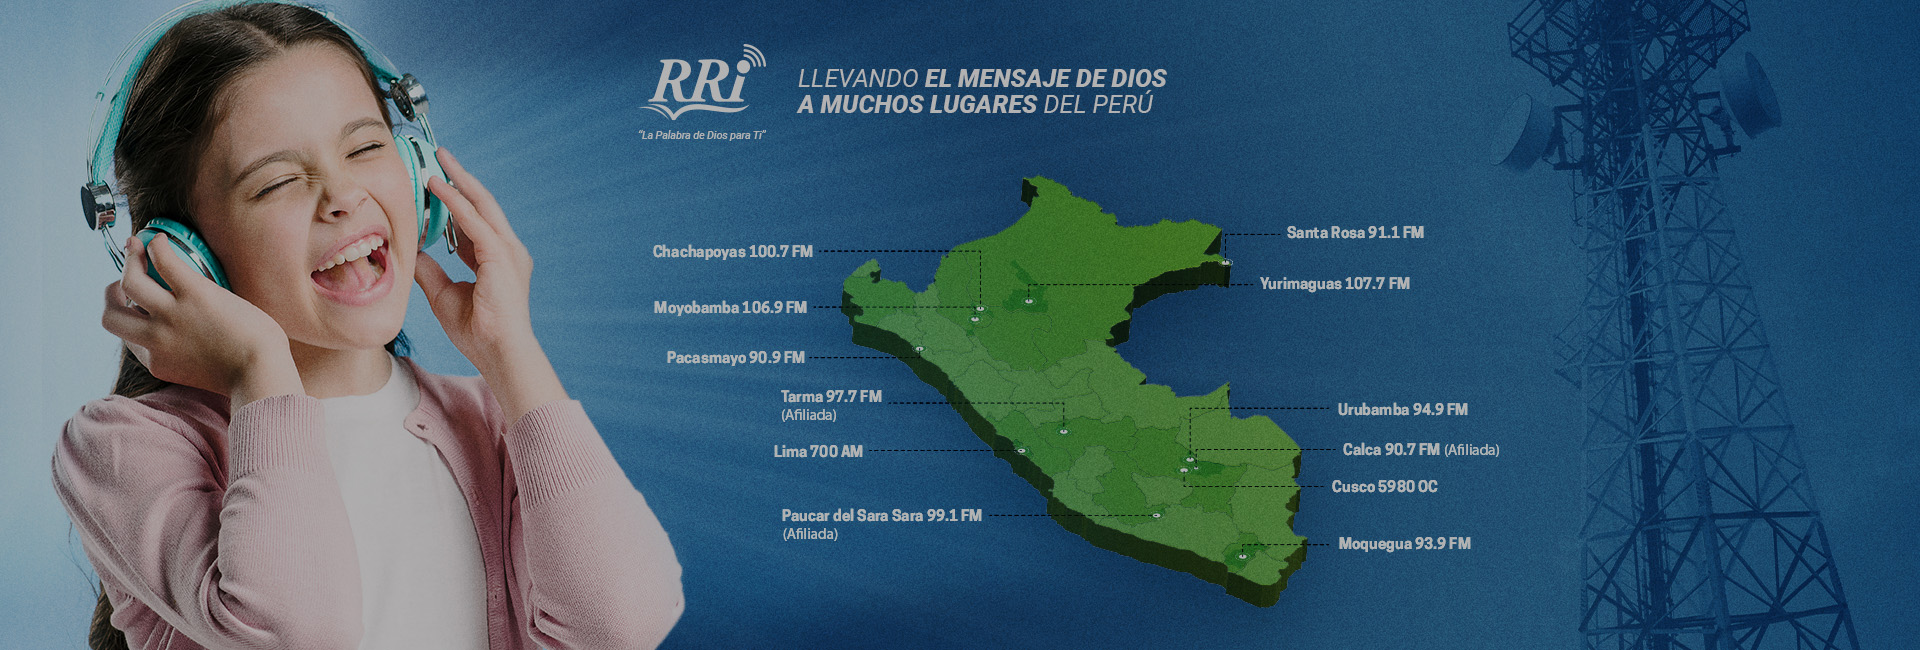 RRi
"La Palabra de Dios para Ti"
LLEVANDO EL MENSAJE DE DIOS
A MUCHOS LUGARES DEL PERÚ
Chachapoyas 100.7 FM
Moyobamba 106.9 FM
Pacasmayo 90.9 FM
Tarma 97.7 FM
(Afiliada)
Lima 700 AM
Paucar del Sara Sara 99.1 FM
(Afiliada)
Santa Rosa 91.1 FM
Yurimaguas 107.7 FM
Urubamba 94.9 FM
Calca 90.7 FM (Afiliada)
Cusco 5980 OC
Moquegua 93.9 FM